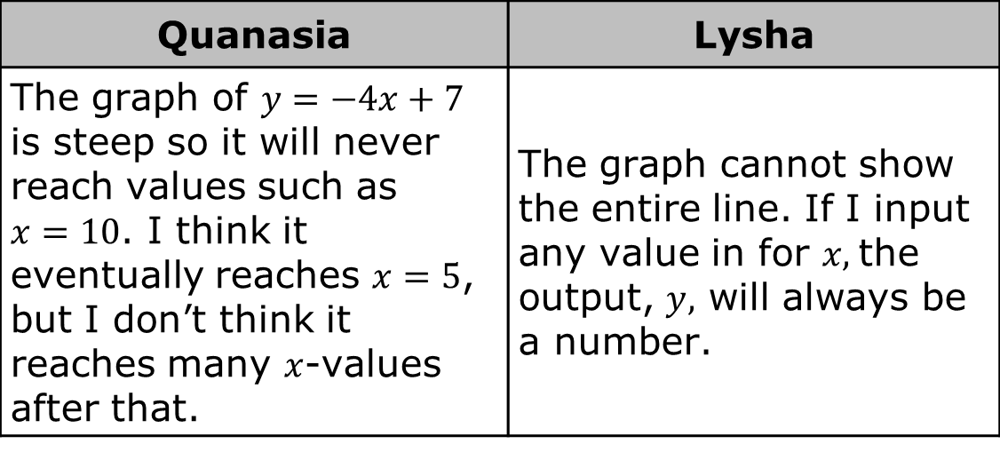 Quanasia
The graph of y = −4x + 7
is steep so it will never
reach values such as
x = 10. I think it
eventually reaches x = 5,
but I don’t think it
reaches many x-values
after that.
Lysha
The graph cannot show
the entire line. If I input
any value in for x, the
output, y, will always be
a number.